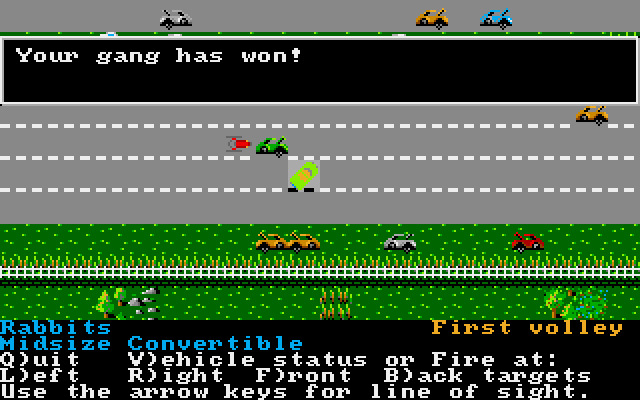 Your gang has won!
Rabbits First volley
Midsize Convertible
Q)uit V)ehicle status or Fire at:
L)eft R)ight F)ront B)ack targets
Use the arrow keys for line of sight.